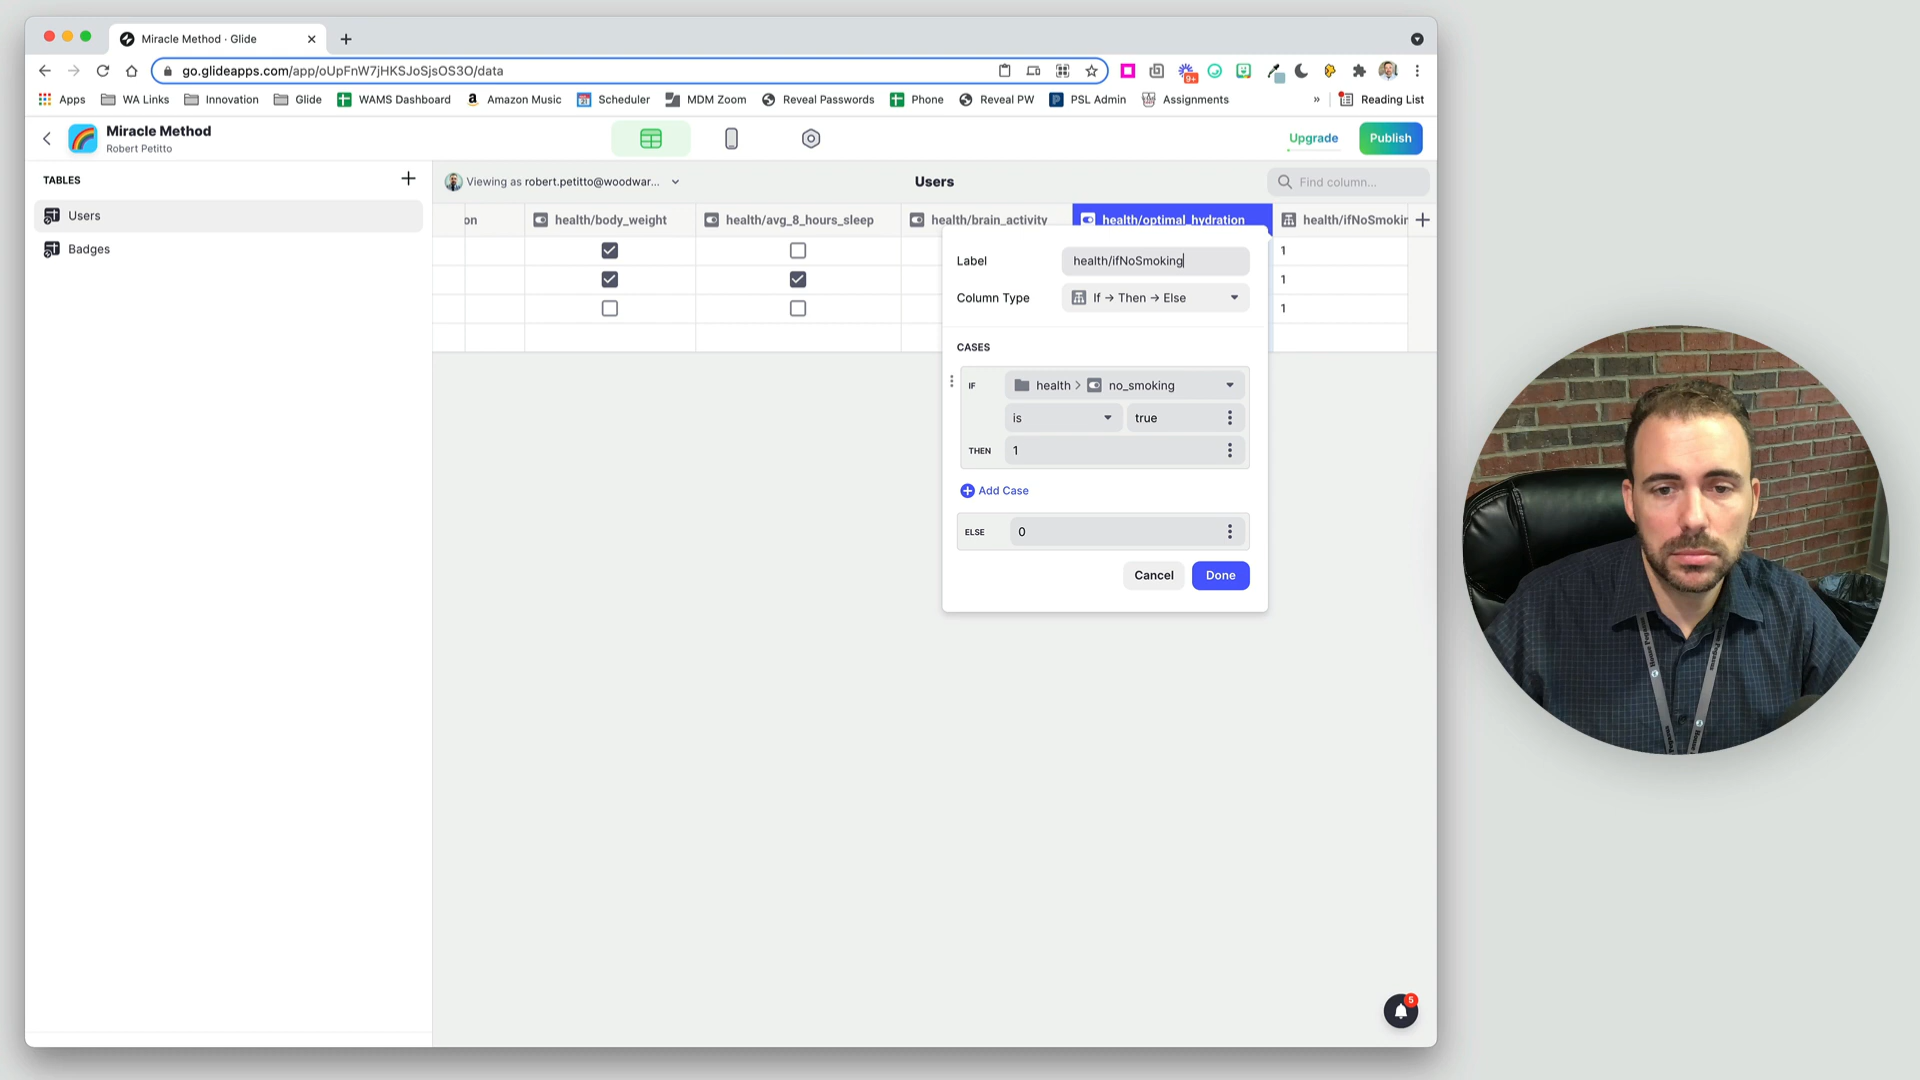 Miracle Method · Glide
go.glideapps.com/app/oUpFnW7jHKSJoSjsOS3O/data
9+
Apps WA Links Innovation Glide WAMS Dashboard Amazon Music Scheduler MDM Zoom Reveal Passwords Phone Reveal PW PSL Admin Assignments » Reading List
Miracle Method
Robert Petitto
Upgrade
Publish
TABLES
Users
Badges
Viewing as robert.petitto@woodwar...
Users
Find column...
on health/body_weight health/avg_8_hours_sleep health/brain_activity health/optimal_hydration health/ifNoSmokin
1
1
1
Label health/ifNoSmoking
Column Type If → Then → Else
CASES
IF health > no_smoking
is true
THEN 1
Add Case
ELSE 0
Cancel Done
5